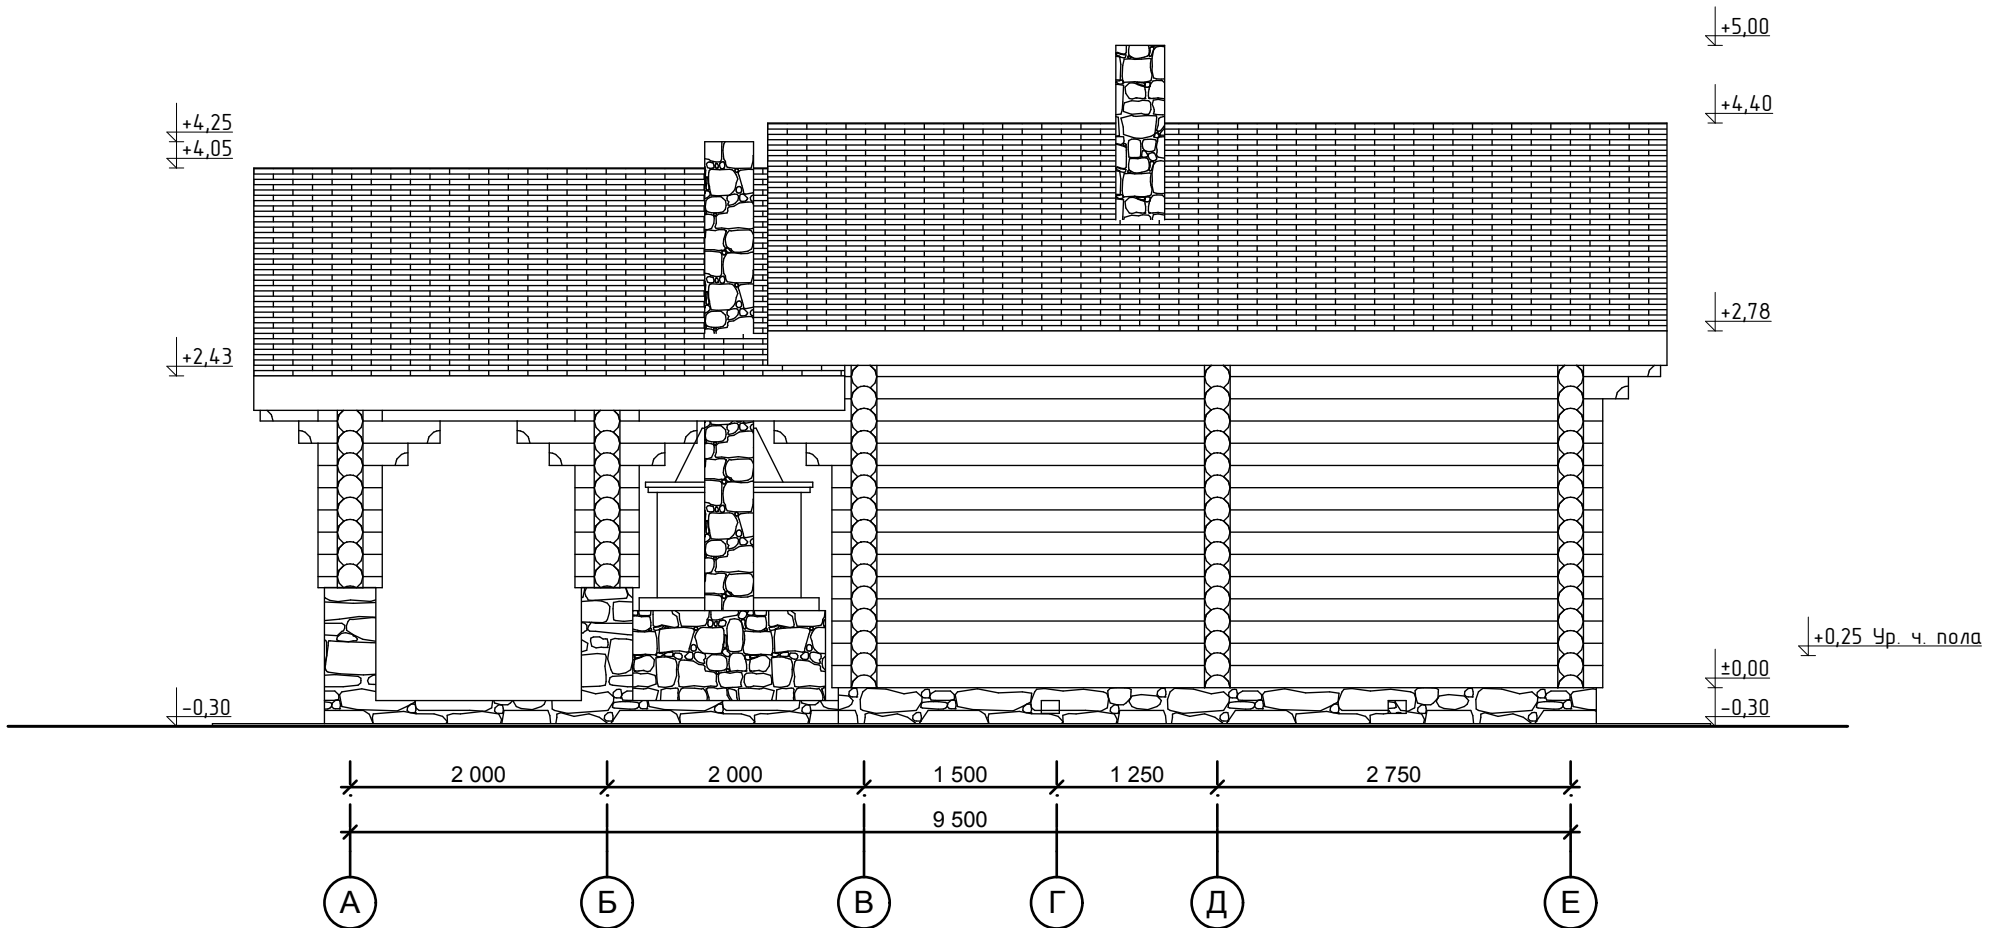 +5,00
+4,40
+4,25
+4,05
+2,78
+2,43
+0,25 Ур. ч. пола
±0,00
-0,30
-0,30
2 000
2 000
1 500
1 250
2 750
9 500
А
Б
В
Г
Д
Е